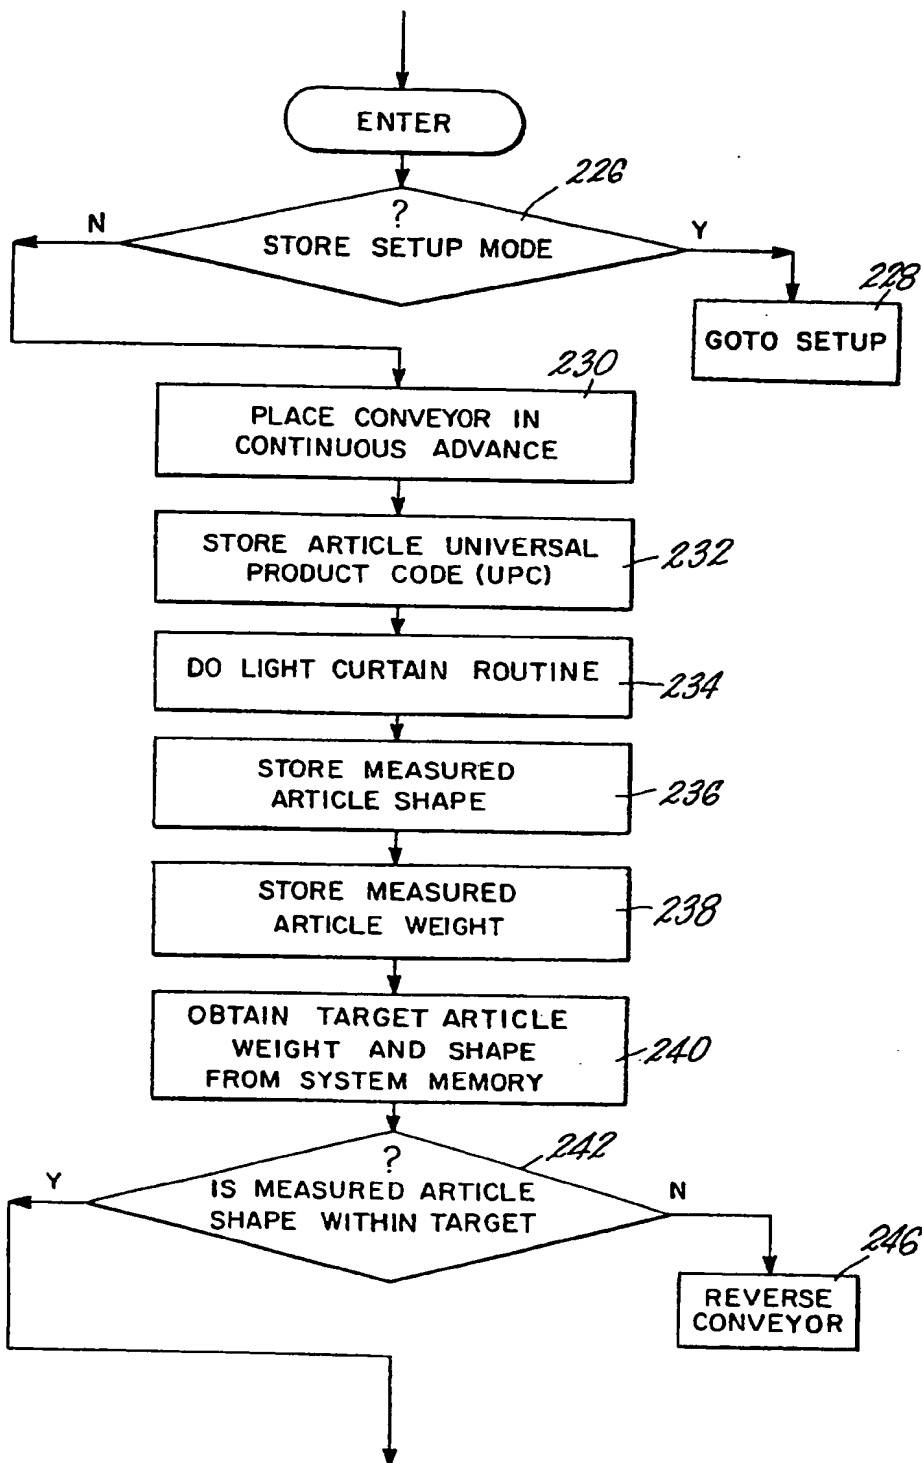 ENTER
226
?
N
Y
STORE SETUP MODE
228
GOTO SETUP
230
PLACE CONVEYOR IN
CONTINUOUS ADVANCE
STORE ARTICLE UNIVERSAL
PRODUCT CODE (UPC)
232
DO LIGHT CURTAIN ROUTINE
234
STORE MEASURED
ARTICLE SHAPE
236
STORE MEASURED
ARTICLE WEIGHT
238
OBTAIN TARGET ARTICLE
WEIGHT AND SHAPE
FROM SYSTEM MEMORY
240
242
?
Y
N
IS MEASURED ARTICLE
SHAPE WITHIN TARGET
246
REVERSE
CONVEYOR